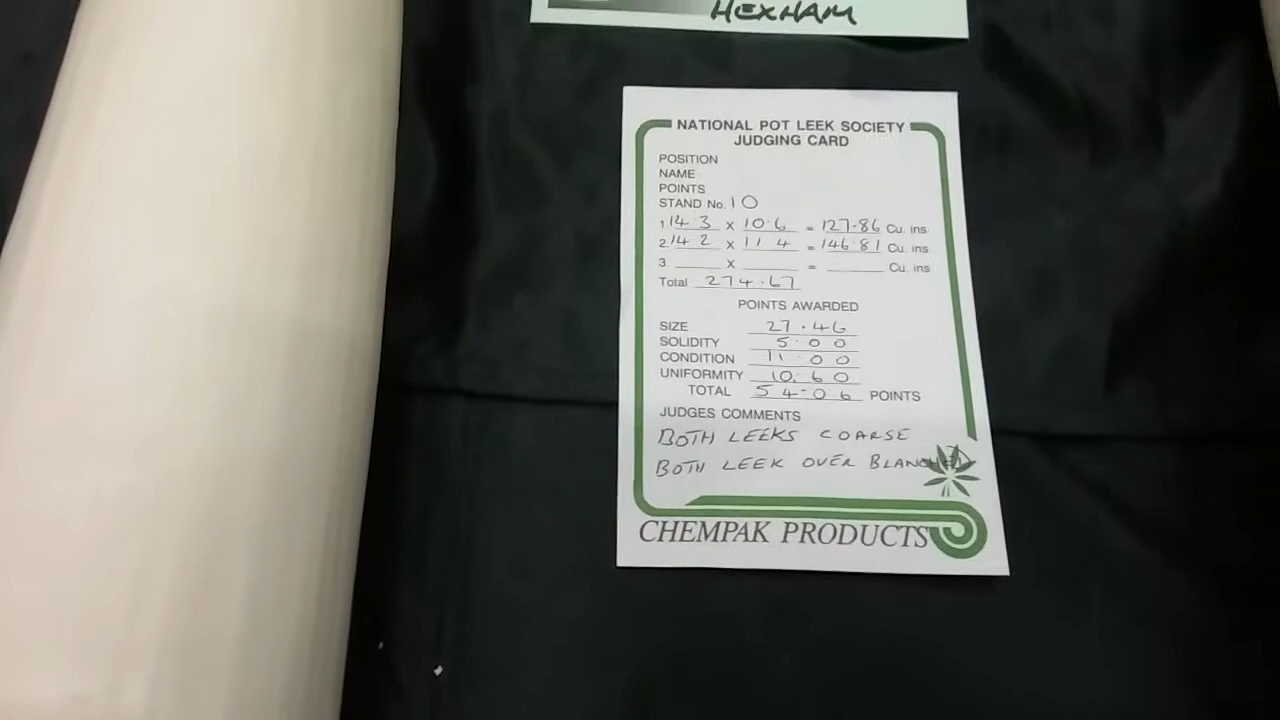 HEXHAM
NATIONAL POT LEEK SOCIETY
JUDGING CARD
POSITION
NAME
POINTS
STAND No. 10
1 14.3 x 10.6 = 127.86 Cu. ins
2 14 2 x 11 4 = 146.81 Cu. ins
3 x = Cu. ins
Total 274.67
POINTS AWARDED
SIZE 27.46
SOLIDITY 5.00
CONDITION 11 00
UNIFORMITY 10.60
TOTAL 54.06 POINTS
JUDGES COMMENTS
BOTH LEEKS COARSE
BOTH LEEK OVER BLANCHED
CHEMPAK PRODUCTS